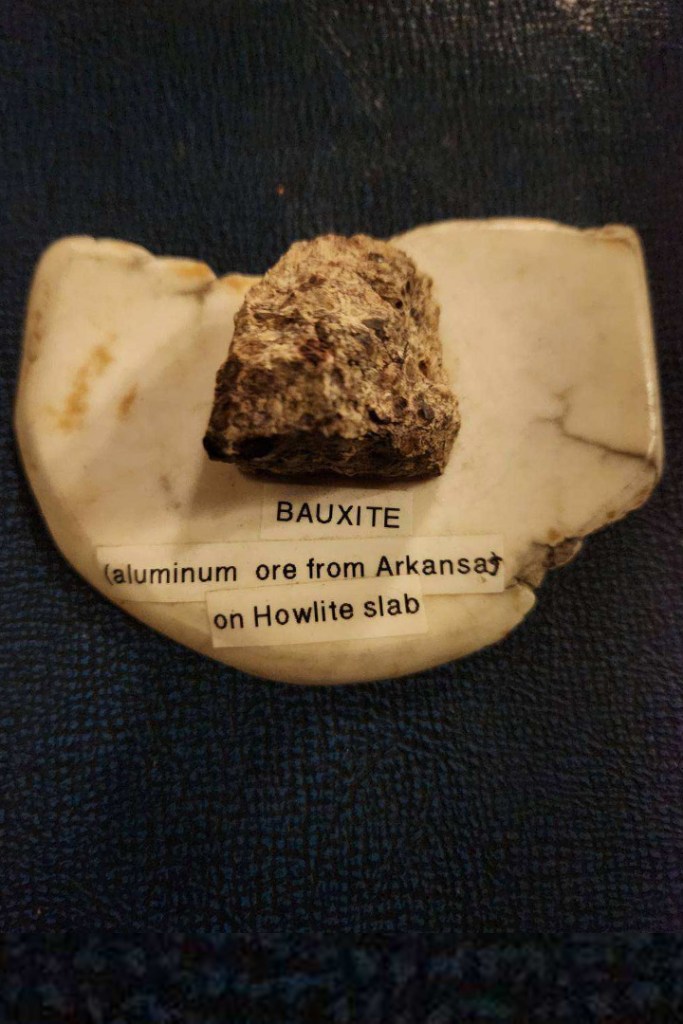 BAUXITE
(aluminum ore from Arkansas)
on Howlite slab